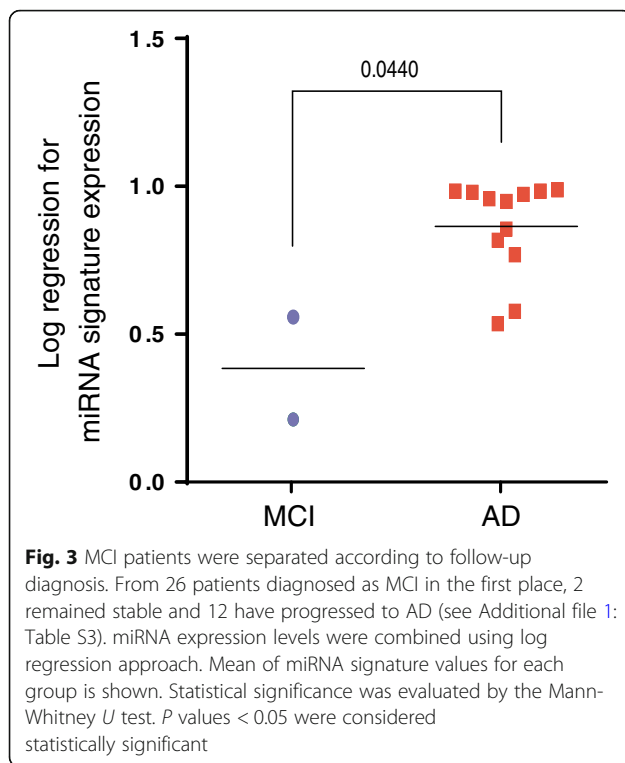 1.5
0.0440
1.0
0.5
0.0
Log regression for
miRNA signature expression
MCI
AD
Fig. 3 MCI patients were separated according to follow-up
diagnosis. From 26 patients diagnosed as MCI in the first place, 2
remained stable and 12 have progressed to AD (see Additional file 1:
Table S3). miRNA expression levels were combined using log
regression approach. Mean of miRNA signature values for each
group is shown. Statistical significance was evaluated by the Mann-
Whitney U test. P values < 0.05 were considered
statistically significant